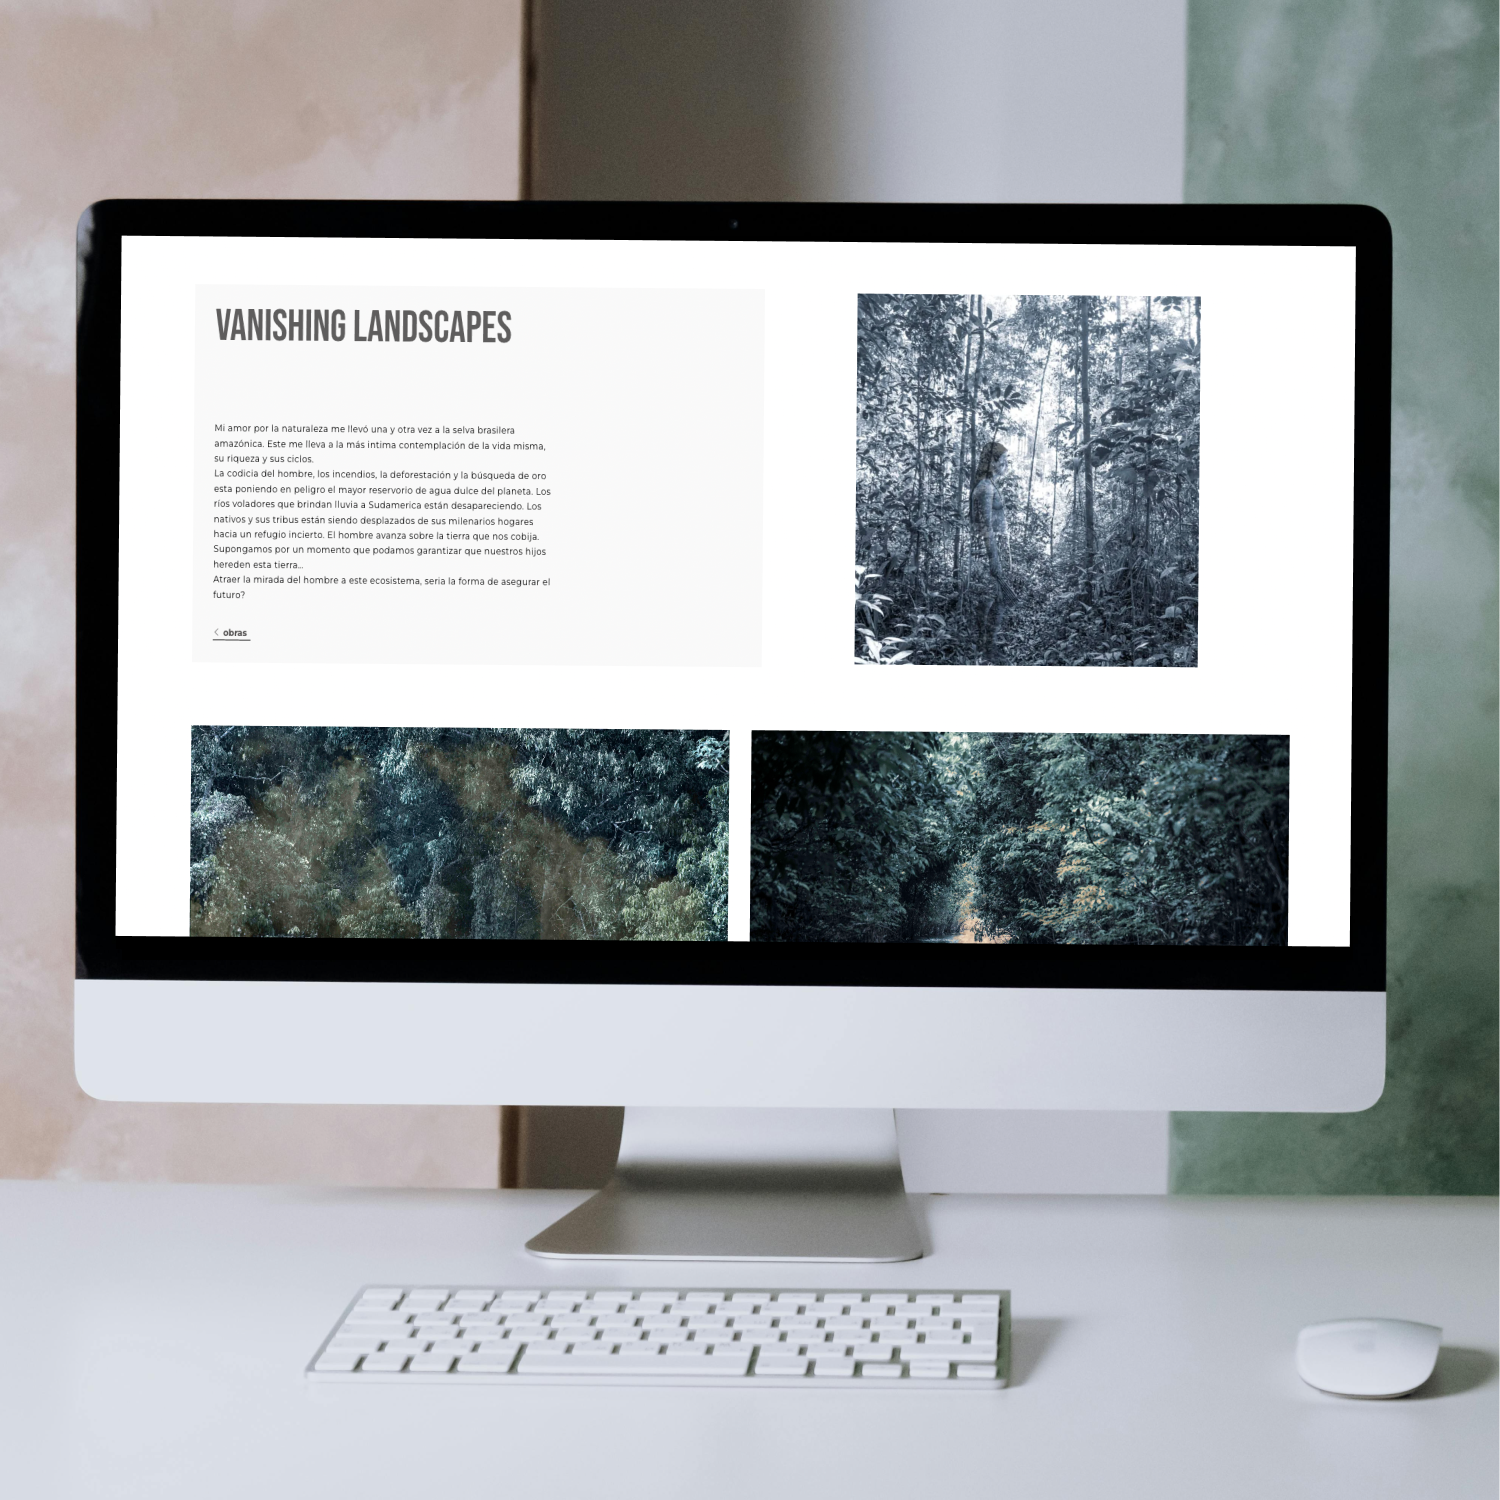 VANISHING LANDSCAPES
Mi amor por la naturaleza me llevó una y otra vez a la selva brasilera
amazónica. Este me lleva a la más intima contemplación de la vida misma,
su riqueza y sus ciclos.
La codicia del hombre, los incendios, la deforestación y la búsqueda de oro
esta poniendo en peligro el mayor reservorio de agua dulce del planeta. Los
ríos voladores que brindan lluvia a Sudamerica están desapareciendo. Los
nativos y sus tribus están siendo desplazados de sus milenarios hogares
hacia un refugio incierto. El hombre avanza sobre la tierra que nos cobija.
Supongamos por un momento que podamos garantizar que nuestros hijos
hereden esta tierra...
Atraer la mirada del hombre a este ecosistema, seria la forma de asegurar el
futuro?
< obras